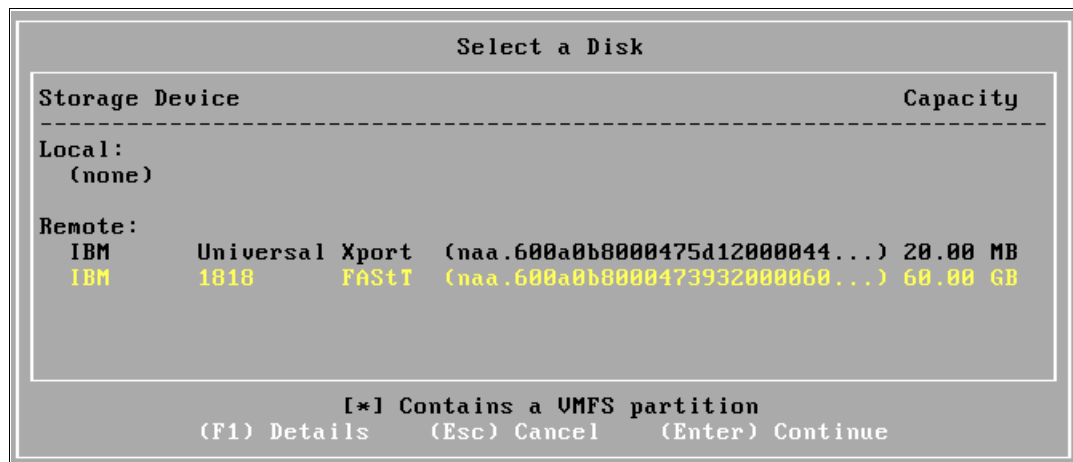 Select a Disk
Storage Device Capacity
--------------------------------------------------------------------------
Local:
(none)
Remote:
IBM Universal Xport (naa.600a0b8000475d12000044...) 20.00 MB
IBM 1818 FAStT (naa.600a0b8000473932000060...) 60.00 GB
[*] Contains a VMFS partition
(F1) Details (Esc) Cancel (Enter) Continue